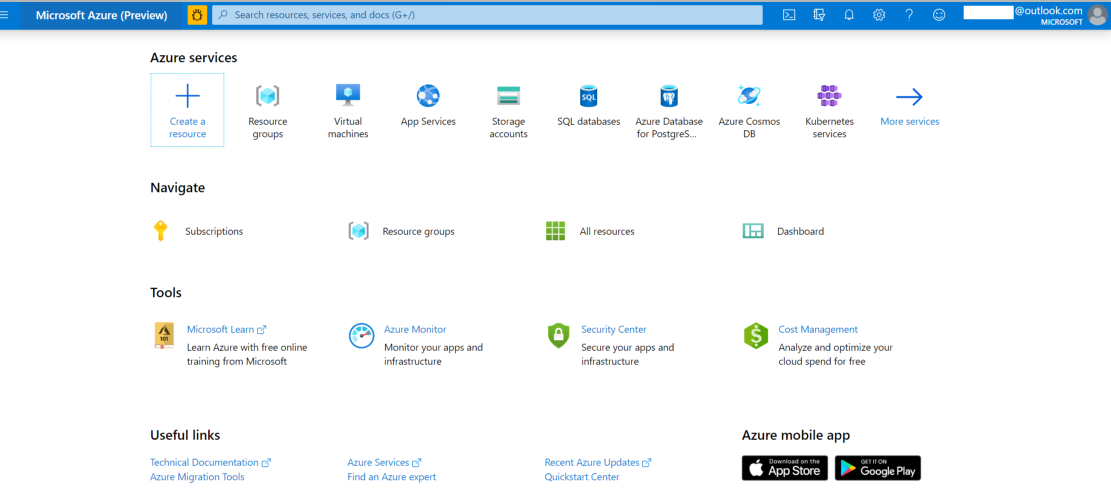 Microsoft Azure (Preview)
Search resources, services, and docs (G+/)
@outlook.com
MICROSOFT
Azure services
Create a
resource
Resource
groups
Virtual
machines
App Services
Storage
accounts
SQL
SQL databases
Azure Database
for PostgreS...
Azure Cosmos
DB
Kubernetes
services
More services
Navigate
Subscriptions
Resource groups
All resources
Dashboard
Tools
101
Microsoft Learn
Learn Azure with free online
training from Microsoft
Azure Monitor
Monitor your apps and
infrastructure
Security Center
Secure your apps and
infrastructure
$
Cost Management
Analyze and optimize your
cloud spend for free
Useful links
Technical Documentation
Azure Migration Tools
Azure Services
Find an Azure expert
Recent Azure Updates
Quickstart Center
Azure mobile app
Download on the
App Store
GET IT ON
Google Play